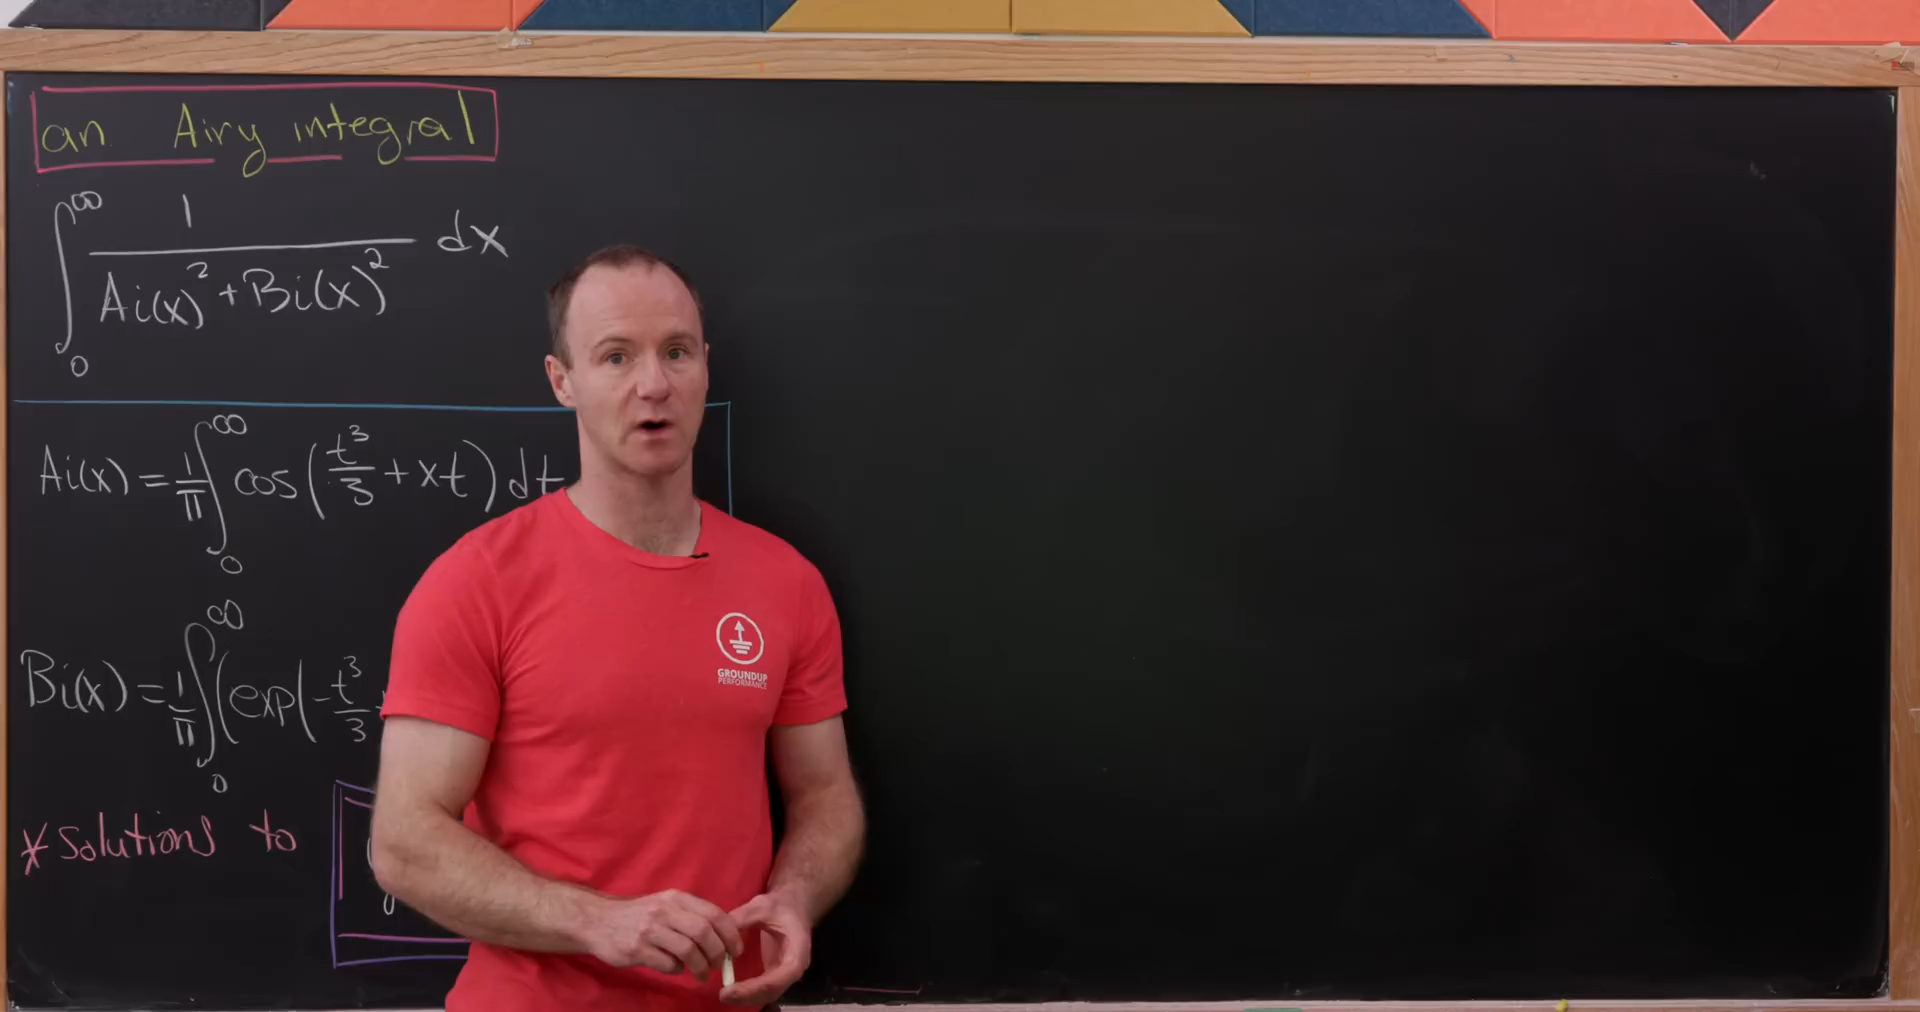 an Airy integral
∫₀^∞ 1/(Ai(x)²+Bi(x)²) dx
Ai(x) = 1/π ∫₀^∞ cos(t³/3 + xt) dt
Bi(x) = 1/π ∫₀^∞ (exp(-t³/3
* Solutions to
GROUNDUP
PERFORMANCE